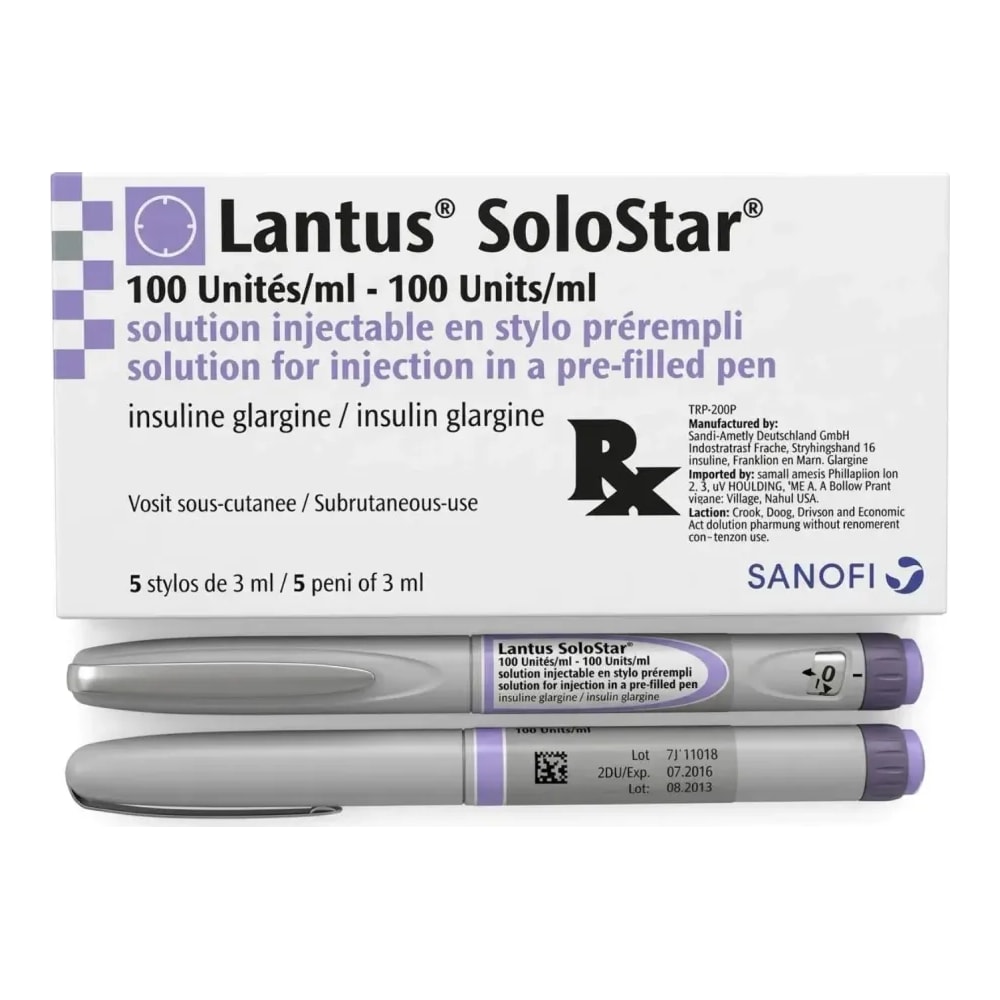 Lantus® SoloStar®
100 Unités/ml - 100 Units/ml
solution injectable en stylo prérempli
solution for injection in a pre-filled pen
insuline glargine / insulin glargine
Vosit sous-cutanee / Subrutaneous-use
5 stylos de 3 ml / 5 peni of 3 ml
Rx
TRP-200P
Manufactured by:
Sandi-Ametly Deutschland GmbH
Indostratrasf Frache, Stryhingshand 16
insuline, Franklion en Marn. Glargine
Imported by: samall amesis Phillapiion lon
2, 3, uV HOULDING, 'ME A. A Bollow Prant
vigane: Village, Nahul USA.
Laction: Crook, Doog, Drivson and Economic
Act dolution pharmung without renomerent
con-tenzon use.
SANOFI
Lantus SoloStar®
100 Unités/ml - 100 Units/ml
solution injectable en stylo prérempli
solution for injection in a pre-filled pen
insuline glargine / insulin glargine
0
100 Units/ml
Lot 7J'11018
2DU/Exp. 07.2016
Lot: 08.2013